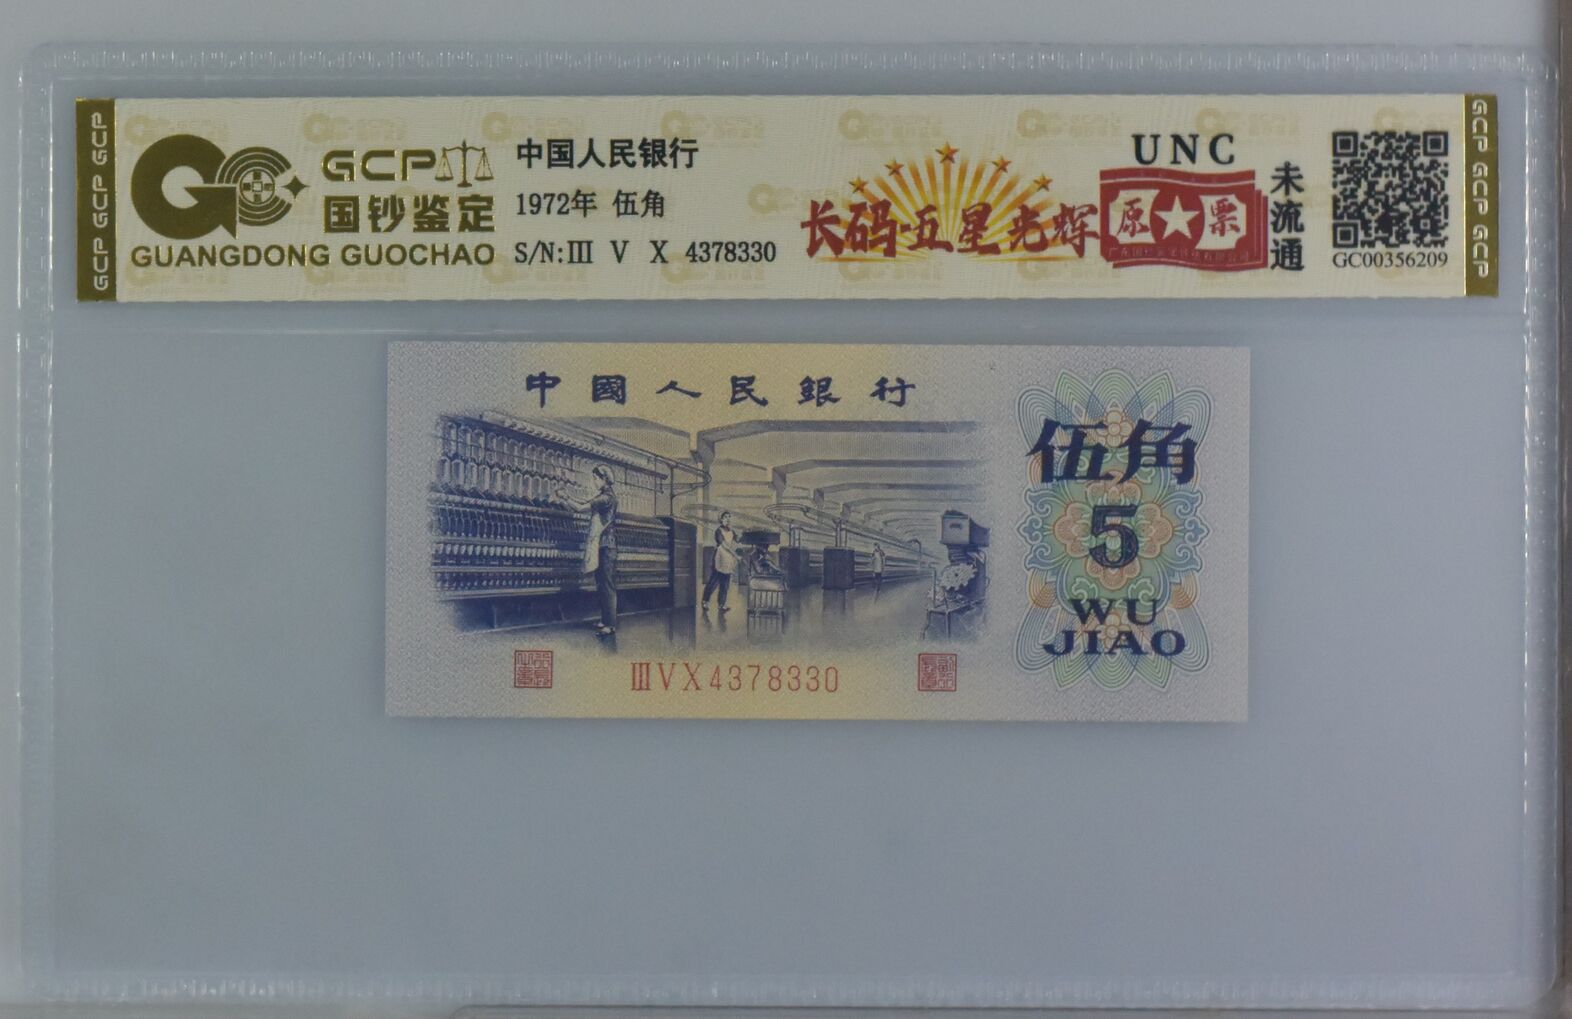 GCP GCP GCP
GCP
国钞鉴定
GUANGDONG GUOCHAO
中国人民银行
1972年 伍角
S/N:Ⅲ V X 4378330
长码·五星光辉
原★票
UNC
未流通
GC00356209
GCP GCP GCP
中國人民銀行
伍角
5
WU
JIAO
ⅢVX4378330